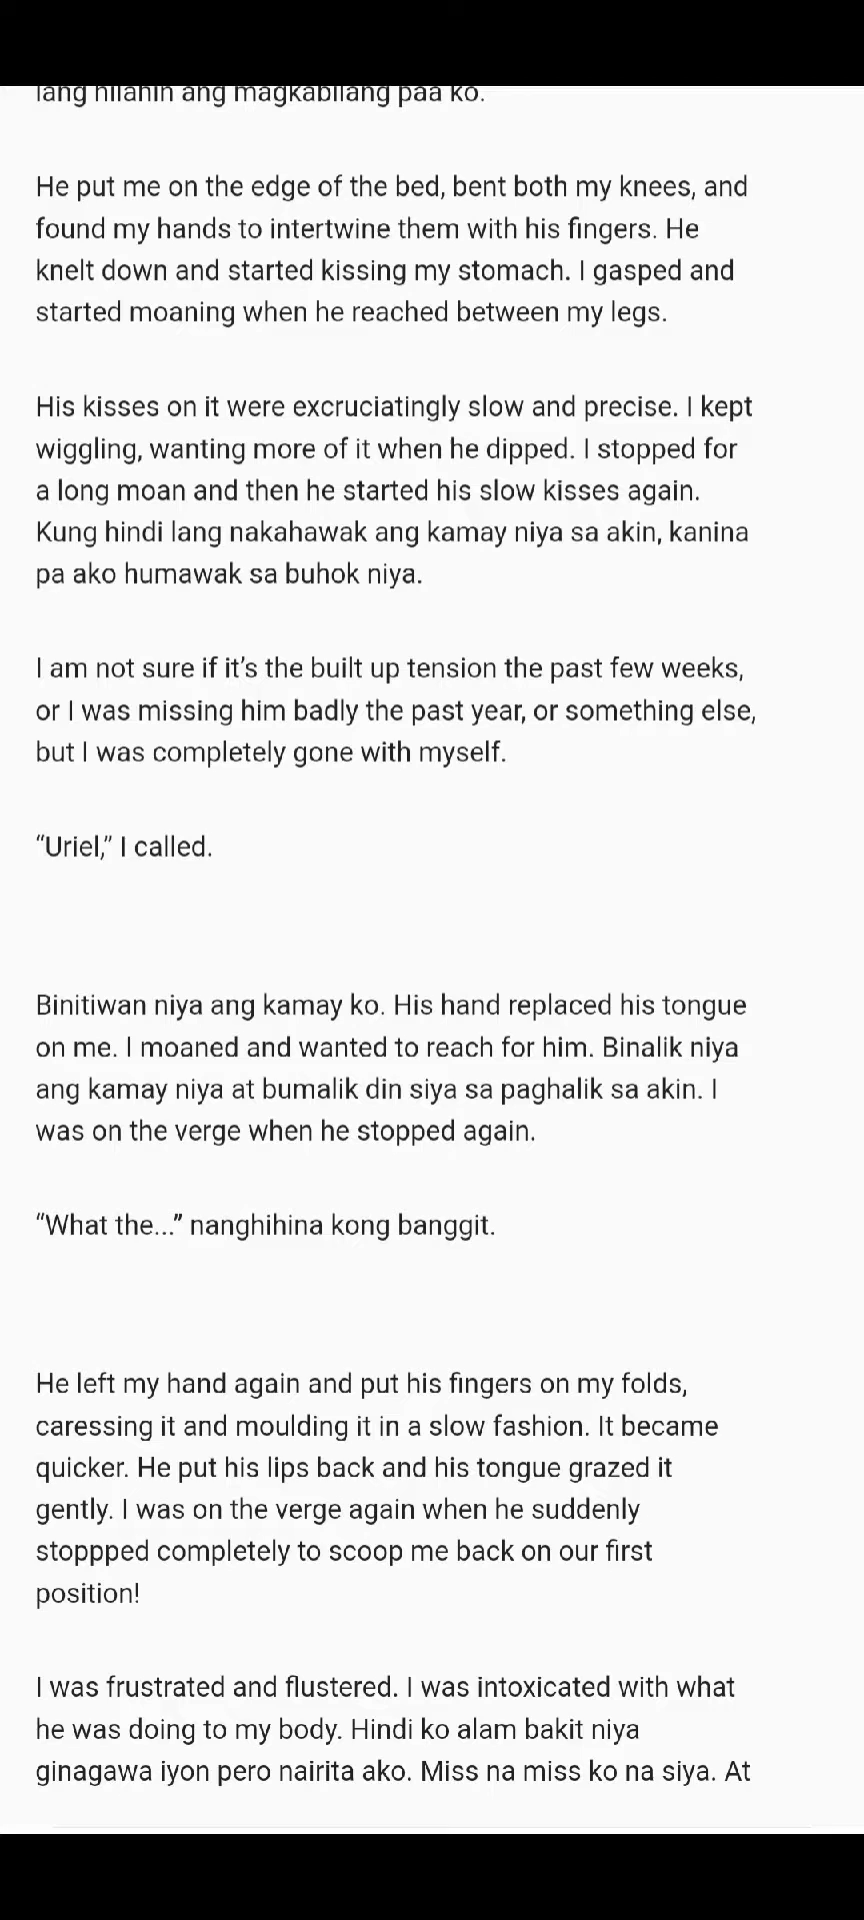 lang hilahin ang magkabilang paa ko.
He put me on the edge of the bed, bent both my knees, and
found my hands to intertwine them with his fingers. He
knelt down and started kissing my stomach. I gasped and
started moaning when he reached between my legs.
His kisses on it were excruciatingly slow and precise. I kept
wiggling, wanting more of it when he dipped. I stopped for
a long moan and then he started his slow kisses again.
Kung hindi lang nakahawak ang kamay niya sa akin, kanina
pa ako humawak sa buhok niya.
I am not sure if it’s the built up tension the past few weeks,
or I was missing him badly the past year, or something else,
but I was completely gone with myself.
“Uriel,” I called.
Binitiwan niya ang kamay ko. His hand replaced his tongue
on me. I moaned and wanted to reach for him. Binalik niya
ang kamay niya at bumalik din siya sa paghalik sa akin. I
was on the verge when he stopped again.
“What the...” nanghihina kong banggit.
He left my hand again and put his fingers on my folds,
caressing it and moulding it in a slow fashion. It became
quicker. He put his lips back and his tongue grazed it
gently. I was on the verge again when he suddenly
stoppped completely to scoop me back on our first
position!
I was frustrated and flustered. I was intoxicated with what
he was doing to my body. Hindi ko alam bakit niya
ginagawa iyon pero nairita ako. Miss na miss ko na siya. At